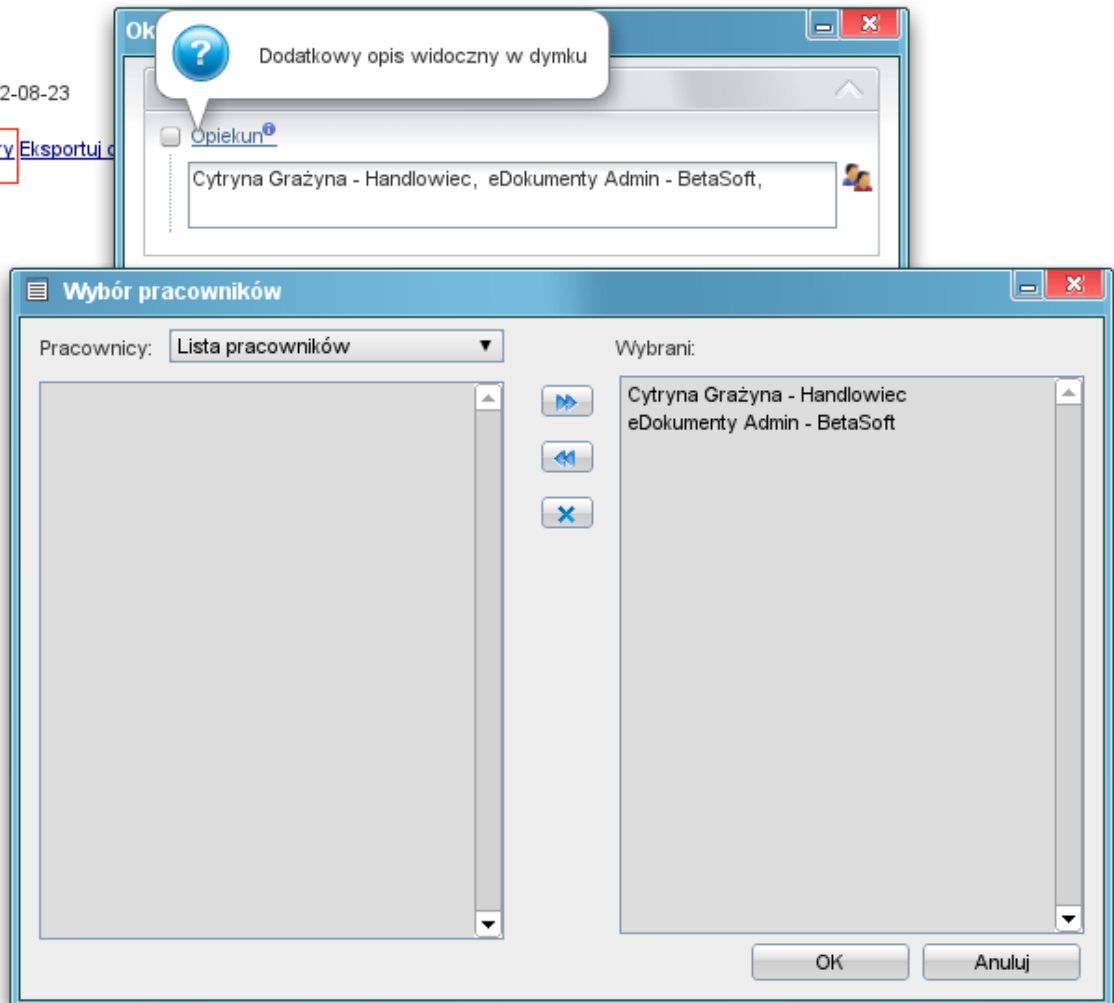 Ok
Dodatkowy opis widoczny w dymku
2-08-23
Opiekun
ry Eksportuj
Cytryna Grażyna - Handlowiec, eDokumenty Admin - BetaSoft,
Wybór pracowników
Pracownicy: Lista pracowników
Wybrani:
Cytryna Grażyna - Handlowiec
eDokumenty Admin - BetaSoft
OK
Anuluj